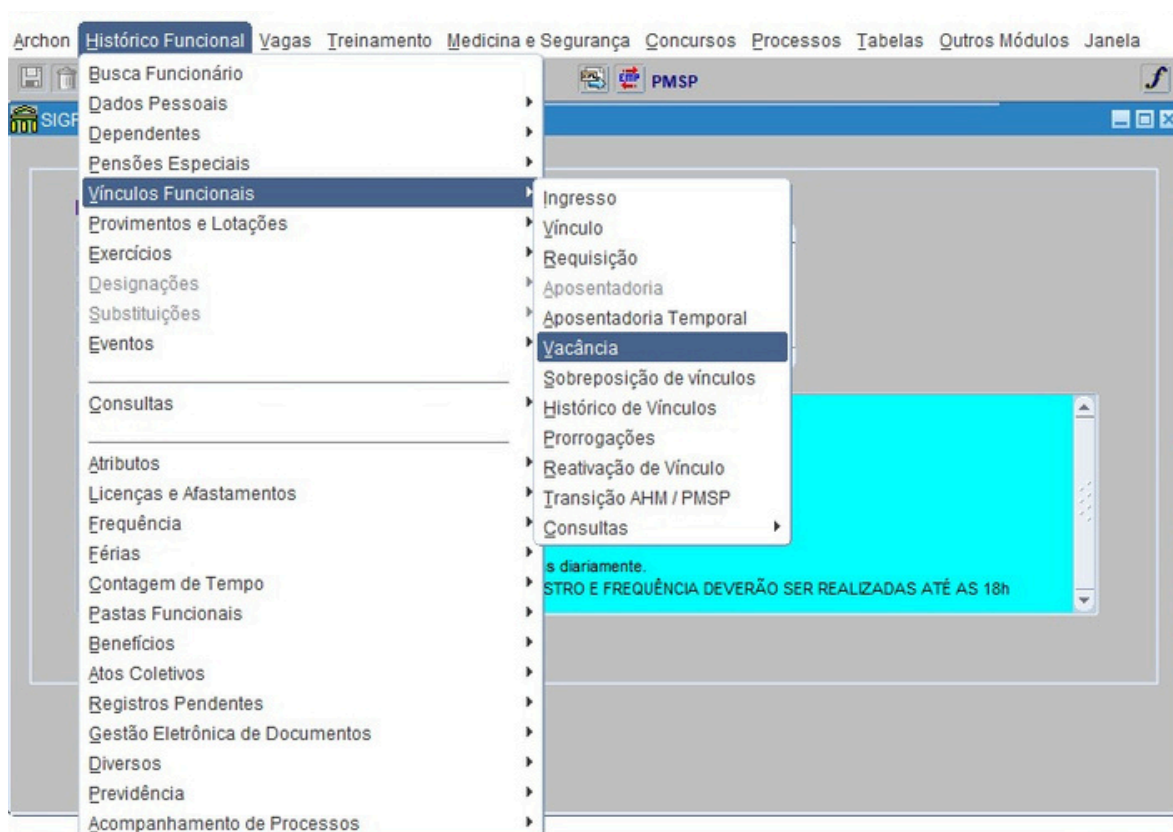 Archon Histórico Funcional Vagas Treinamento Medicina e Segurança Concursos Processos Tabelas Outros Módulos Janela
PMSP
Busca Funcionário
Dados Pessoais
Dependentes
Pensões Especiais
Vínculos Funcionais
Provimentos e Lotações
Exercícios
Designações
Substituições
Eventos
Consultas
Atributos
Licenças e Afastamentos
Frequência
Férias
Contagem de Tempo
Pastas Funcionais
Benefícios
Atos Coletivos
Registros Pendentes
Gestão Eletrônica de Documentos
Diversos
Previdência
Acompanhamento de Processos
Ingresso
Vínculo
Requisição
Aposentadoria
Aposentadoria Temporal
Vacância
Sobreposição de vínculos
Histórico de Vínculos
Prorrogações
Reativação de Vínculo
Transição AHM / PMSP
Consultas
s diariamente.
STRO E FREQUÊNCIA DEVERÃO SER REALIZADAS ATÉ AS 18h